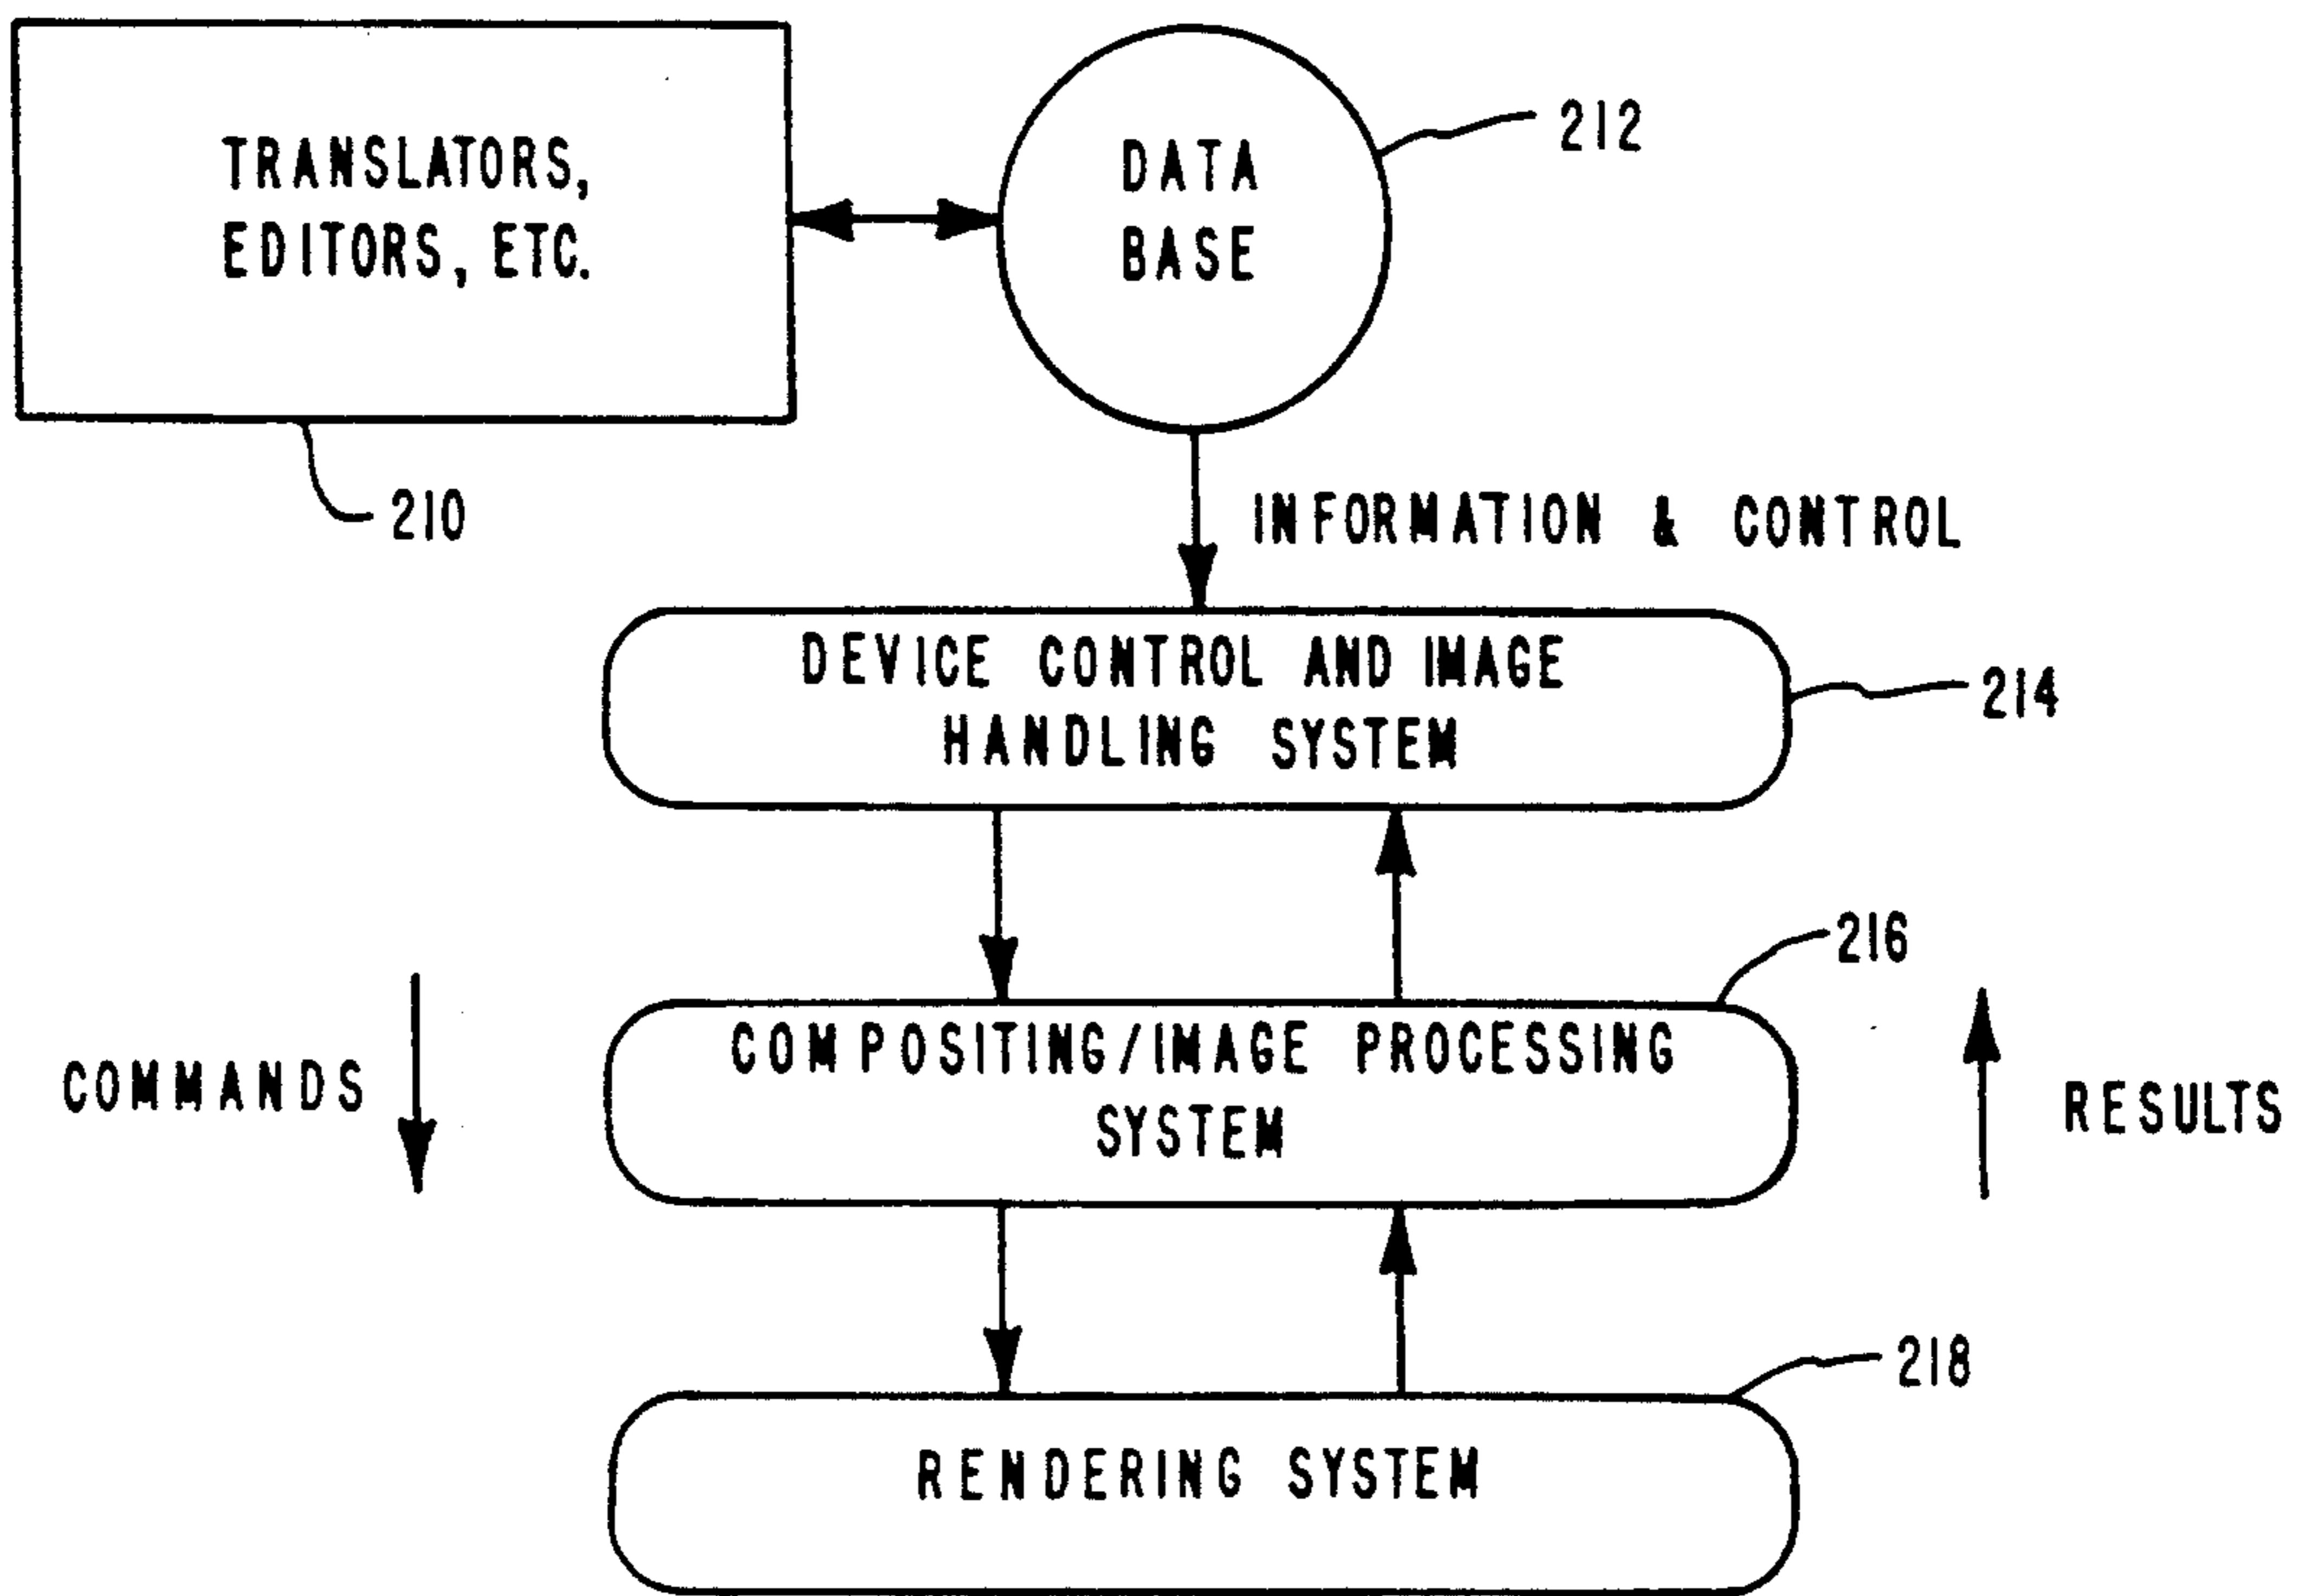 TRANSLATORS,
EDITORS, ETC.
210
DATA
BASE
212
INFORMATION & CONTROL
DEVICE CONTROL AND IMAGE
HANDLING SYSTEM
214
COMPOSITING/IMAGE PROCESSING
SYSTEM
216
COMMANDS
RESULTS
RENDERING SYSTEM
218